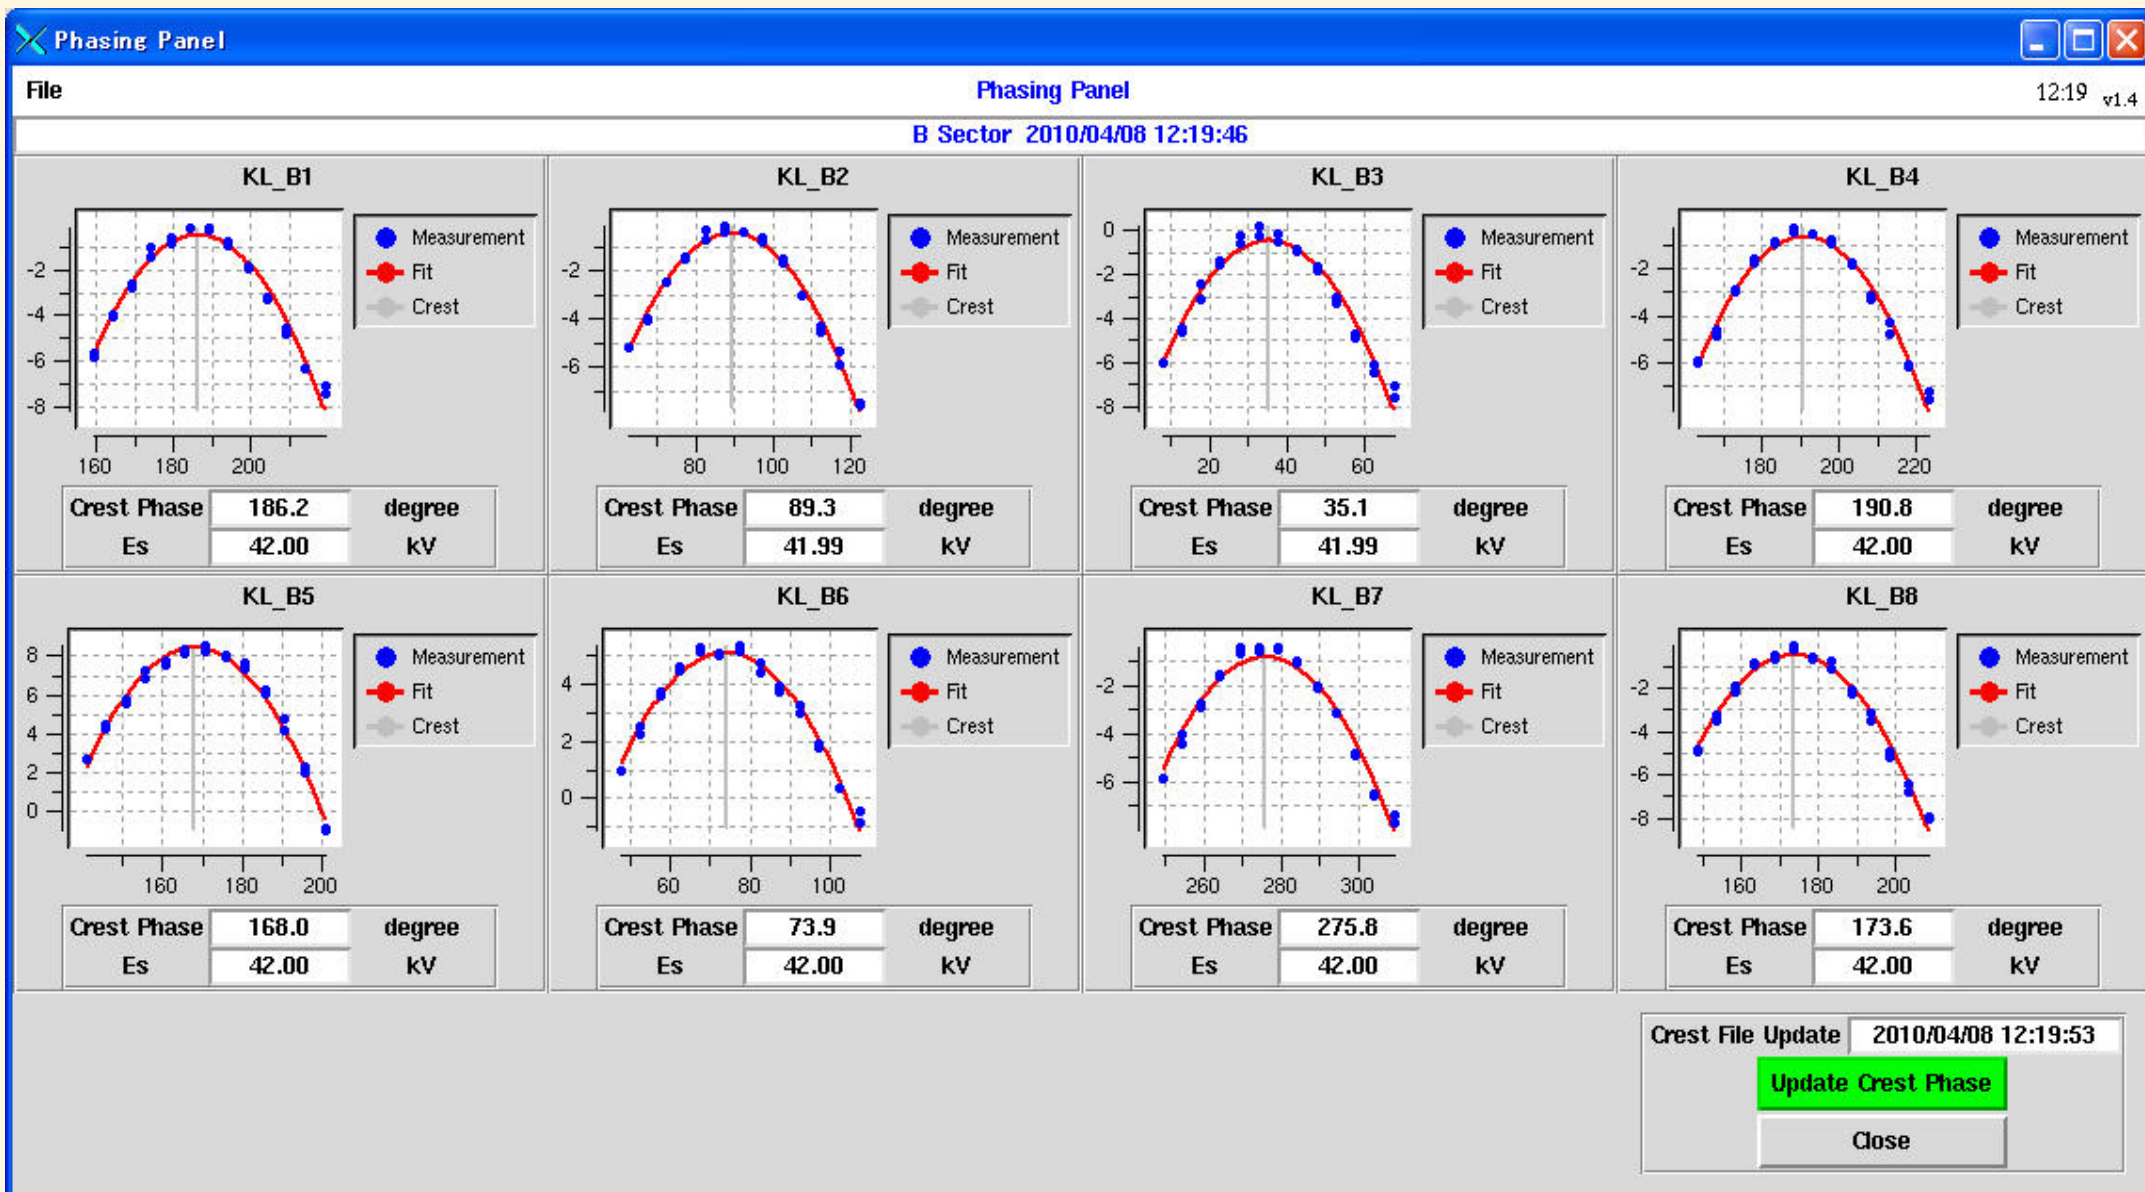 Phasing Panel
File Phasing Panel 12:19 v1.4
B Sector 2010/04/08 12:19:46
KL_B1
Measurement
Fit
Crest
-2
-4
-6
-8
160 180 200
Crest Phase 186.2 degree
Es 42.00 kV
KL_B2
Measurement
Fit
Crest
-2
-4
-6
80 100 120
Crest Phase 89.3 degree
Es 41.99 kV
KL_B3
Measurement
Fit
Crest
0
-2
-4
-6
-8
20 40 60
Crest Phase 35.1 degree
Es 41.99 kV
KL_B4
Measurement
Fit
Crest
-2
-4
-6
180 200 220
Crest Phase 190.8 degree
Es 42.00 kV
KL_B5
Measurement
Fit
Crest
8
6
4
2
0
160 180 200
Crest Phase 168.0 degree
Es 42.00 kV
KL_B6
Measurement
Fit
Crest
4
2
0
60 80 100
Crest Phase 73.9 degree
Es 42.00 kV
KL_B7
Measurement
Fit
Crest
-2
-4
-6
260 280 300
Crest Phase 275.8 degree
Es 42.00 kV
KL_B8
Measurement
Fit
Crest
-2
-4
-6
-8
160 180 200
Crest Phase 173.6 degree
Es 42.00 kV
Crest File Update 2010/04/08 12:19:53
Update Crest Phase
Close